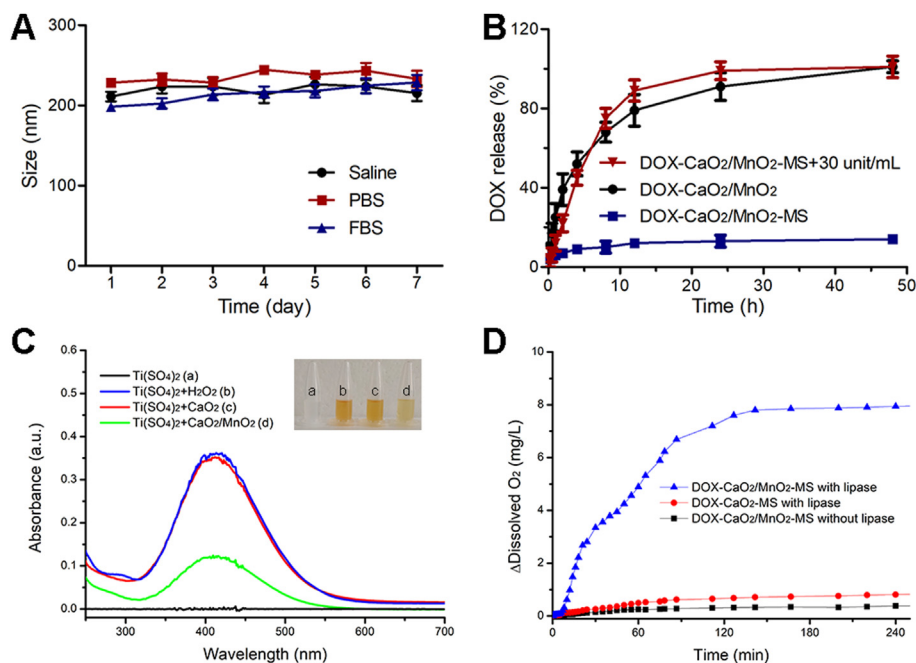 A
300
200
100
0
Size (nm)
Saline
PBS
FBS
1 2 3 4 5 6 7
Time (day)
B
120
80
40
0
DOX release (%)
DOX-CaO₂/MnO₂-MS+30 unit/mL
DOX-CaO₂/MnO₂
DOX-CaO₂/MnO₂-MS
0 10 20 30 40 50
Time (h)
C
0.6
0.5
0.4
0.3
0.2
0.1
0.0
Absorbance (a.u.)
Ti(SO₄)₂ (a)
Ti(SO₄)₂+H₂O₂ (b)
Ti(SO₄)₂+CaO₂ (c)
Ti(SO₄)₂+CaO₂/MnO₂ (d)
a b c d
300 400 500 600 700
Wavelength (nm)
D
8
6
4
2
0
ΔDissolved O₂ (mg/L)
DOX-CaO₂/MnO₂-MS with lipase
DOX-CaO₂-MS with lipase
DOX-CaO₂/MnO₂-MS without lipase
0 60 120 180 240
Time (min)